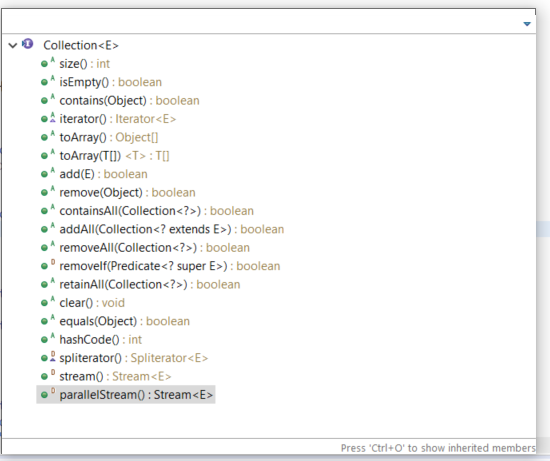 Collection<E>
size() : int
isEmpty() : boolean
contains(Object) : boolean
iterator() : Iterator<E>
toArray() : Object[]
toArray(T[]) <T> : T[]
add(E) : boolean
remove(Object) : boolean
containsAll(Collection<?>) : boolean
addAll(Collection<? extends E>) : boolean
removeAll(Collection<?>) : boolean
removeIf(Predicate<? super E>) : boolean
retainAll(Collection<?>) : boolean
clear() : void
equals(Object) : boolean
hashCode() : int
spliterator() : Spliterator<E>
stream() : Stream<E>
parallelStream() : Stream<E>
Press 'Ctrl+O' to show inherited members